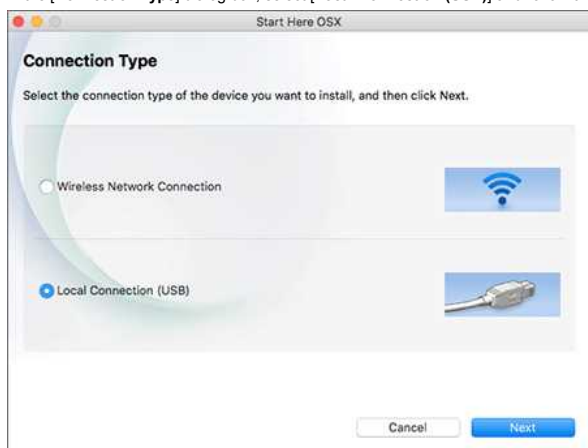 Start Here OSX
Connection Type
Select the connection type of the device you want to install, and then click Next.
Wireless Network Connection
Local Connection (USB)
Cancel Next